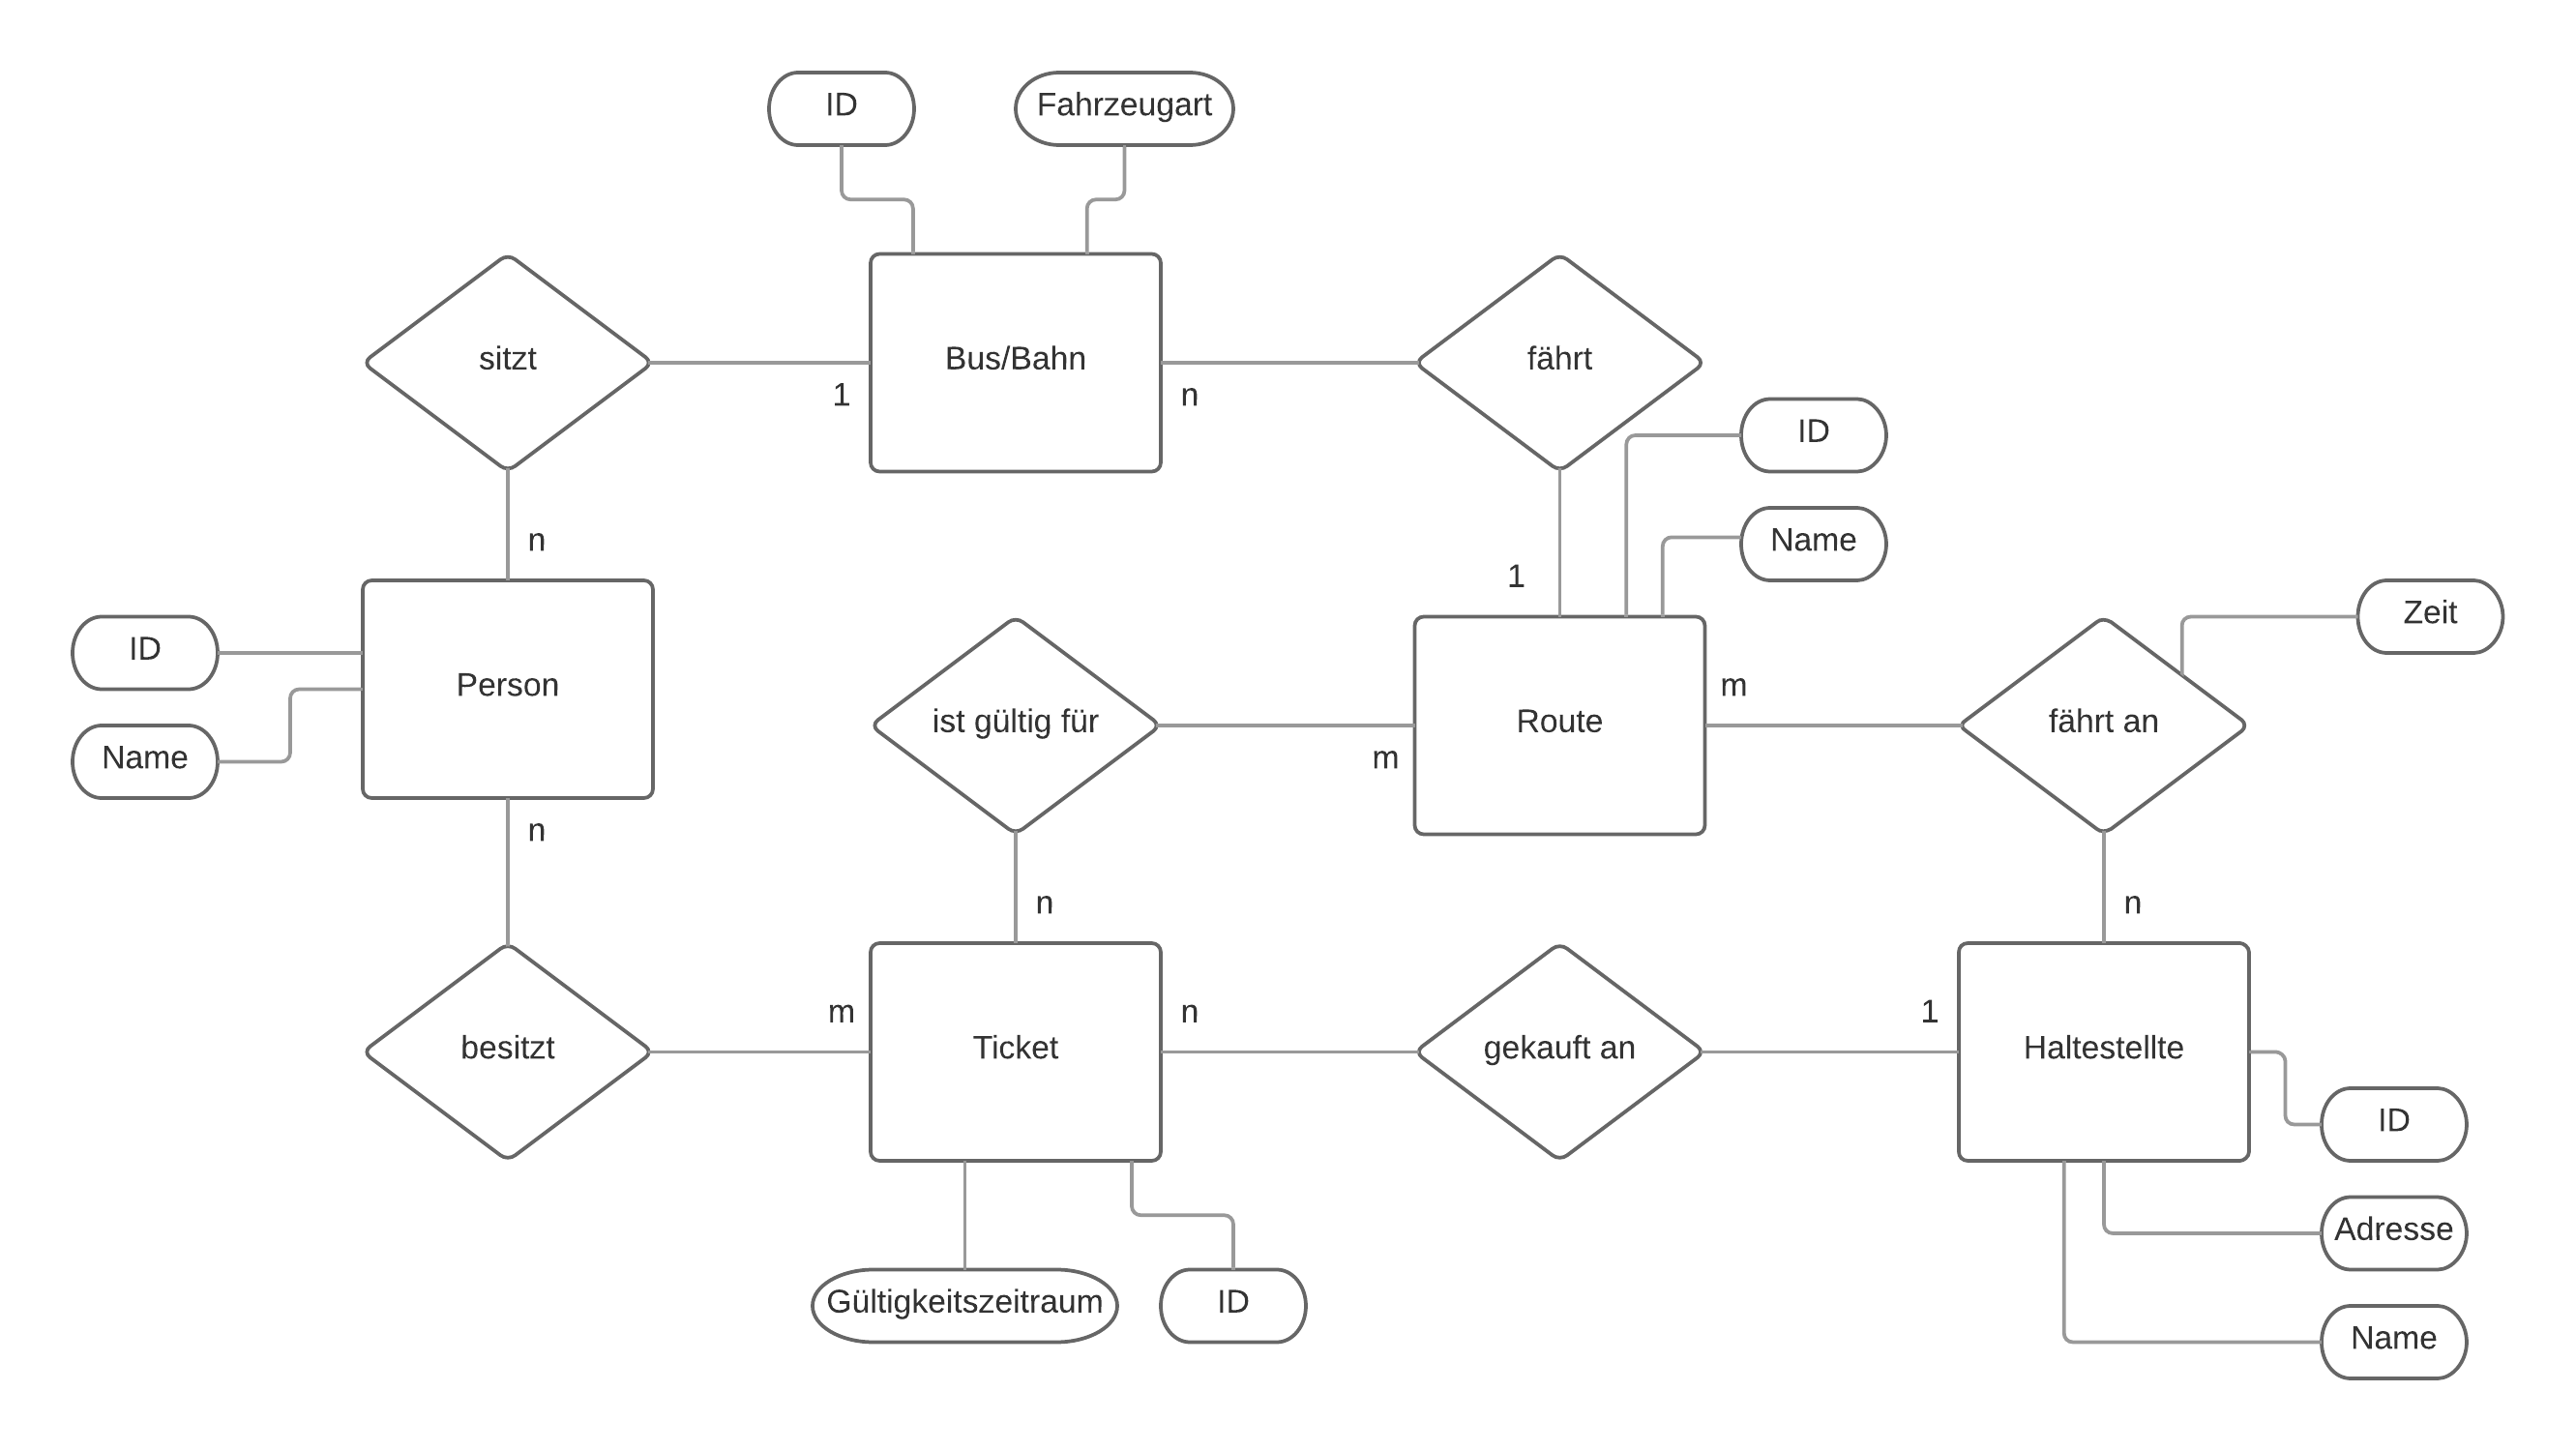 ID
Fahrzeugart
sitzt
Bus/Bahn
fährt
1
n
ID
n
Name
1
Zeit
ID
Person
Route
m
fährt an
ist gültig für
Name
m
n
n
n
m
n
1
besitzt
Ticket
gekauft an
Haltestellte
ID
Adresse
Gültigkeitszeitraum
ID
Name